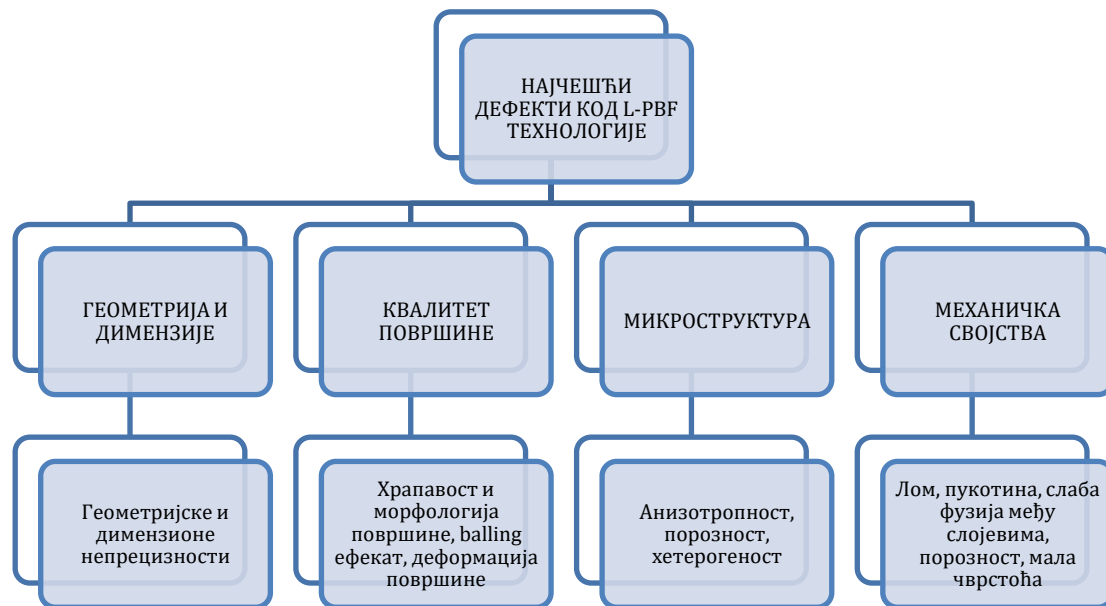 НАЈЧЕШЋИ
ДЕФЕКТИ КОД L-PBF
ТЕХНОЛОГИЈЕ
ГЕОМЕТРИЈА И
ДИМЕНЗИЈЕ
КВАЛИТЕТ
ПОВРШИНЕ
МИКРОСТРУКТУРА
МЕХАНИЧКА
СВОЈСТВА
Геометријске и
димензионе
непрецизности
Храпавост и
морфологија
површине, balling
ефекат, деформација
површине
Анизотропност,
порозност,
хетерогеност
Лом, пукотина, слаба
фузија међу
слојевима,
порозност, мала
чврстоћа